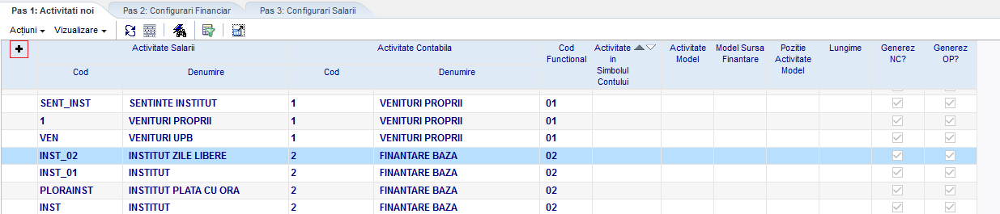 Pas 1: Activitati noi Pas 2: Configurari Financiar Pas 3: Configurari Salarii
Acțiuni Vizualizare
Activitate Salarii Activitate Contabila Cod Functional Activitate in Simbolul Contului Activitate Model Model Sursa Finantare Pozitie Activitate Model Lungime Generez NC? Generez OP?
Cod Denumire Cod Denumire
SENT_INST SENTINTE INSTITUT 1 VENITURI PROPRII 01
1 VENITURI PROPRII 1 VENITURI PROPRII 01
VEN VENITURI UPB 1 VENITURI PROPRII 01
INST_02 INSTITUT ZILE LIBERE 2 FINANTARE BAZA 02
INST_01 INSTITUT 2 FINANTARE BAZA 02
PLORAINST INSTITUT PLATA CU ORA 2 FINANTARE BAZA 02
INST INSTITUT 2 FINANTARE BAZA 02